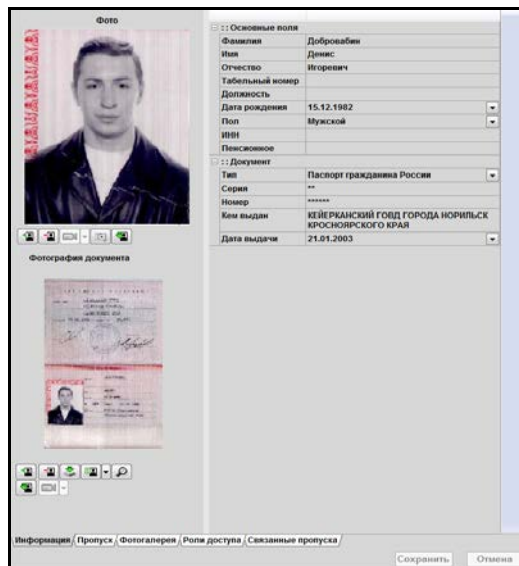 Фото
:: Основные поля
Фамилия Добровабин
Имя Денис
Отчество Игоревич
Табельный номер
Должность
Дата рождения 15.12.1982
Пол Мужской
ИНН
Пенсионное
:: Документ
Тип Паспорт гражданина России
Серия **
Номер ******
Кем выдан КЕЙЕРКАНСКИЙ ГОВД ГОРОДА НОРИЛЬСК
КРОСНОЯРСКОГО КРАЯ
Дата выдачи 21.01.2003
Фотография документа
Информация Пропуск Фотогалерея Роли доступа Связанные пропуска
Сохранить Отмена